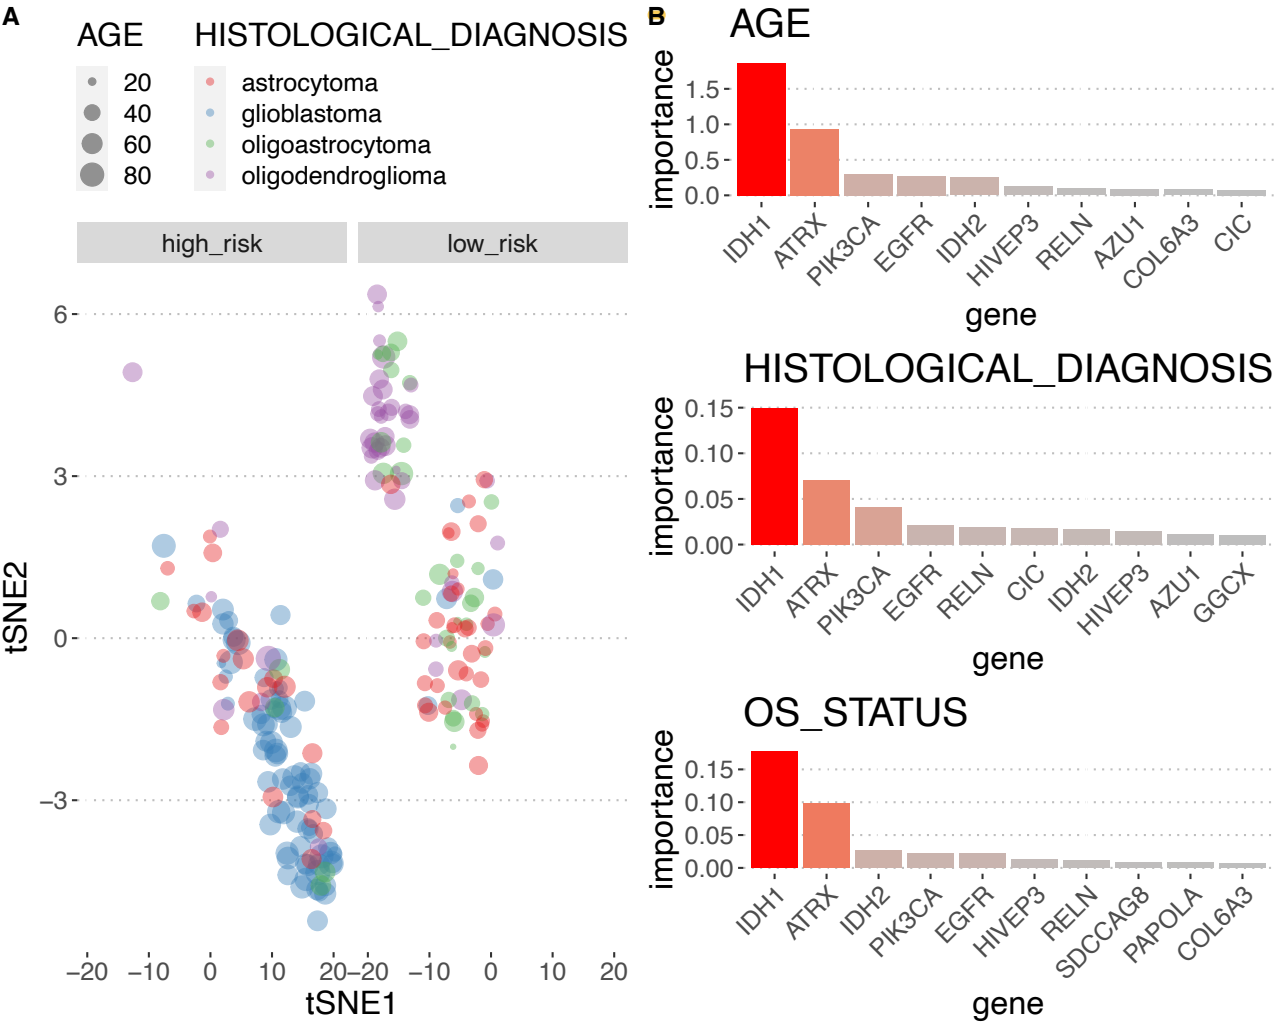 A
AGE
20
40
60
80
HISTOLOGICAL_DIAGNOSIS
astrocytoma
glioblastoma
oligoastrocytoma
oligodendroglioma
high_risk
low_risk
6
3
0
−3
tSNE2
−20 −10 0 10 20
−20 −10 0 10 20
tSNE1
B
AGE
importance
1.5
1.0
0.5
0.0
IDH1 ATRX PIK3CA EGFR IDH2 HIVEP3 RELN AZU1 COL6A3 CIC
gene
HISTOLOGICAL_DIAGNOSIS
importance
0.15
0.10
0.05
0.00
IDH1 ATRX PIK3CA EGFR RELN CIC IDH2 HIVEP3 AZU1 GGCX
gene
OS_STATUS
importance
0.15
0.10
0.05
0.00
IDH1 ATRX IDH2 PIK3CA EGFR HIVEP3 RELN SDCCAG8 PAPOLA COL6A3
gene